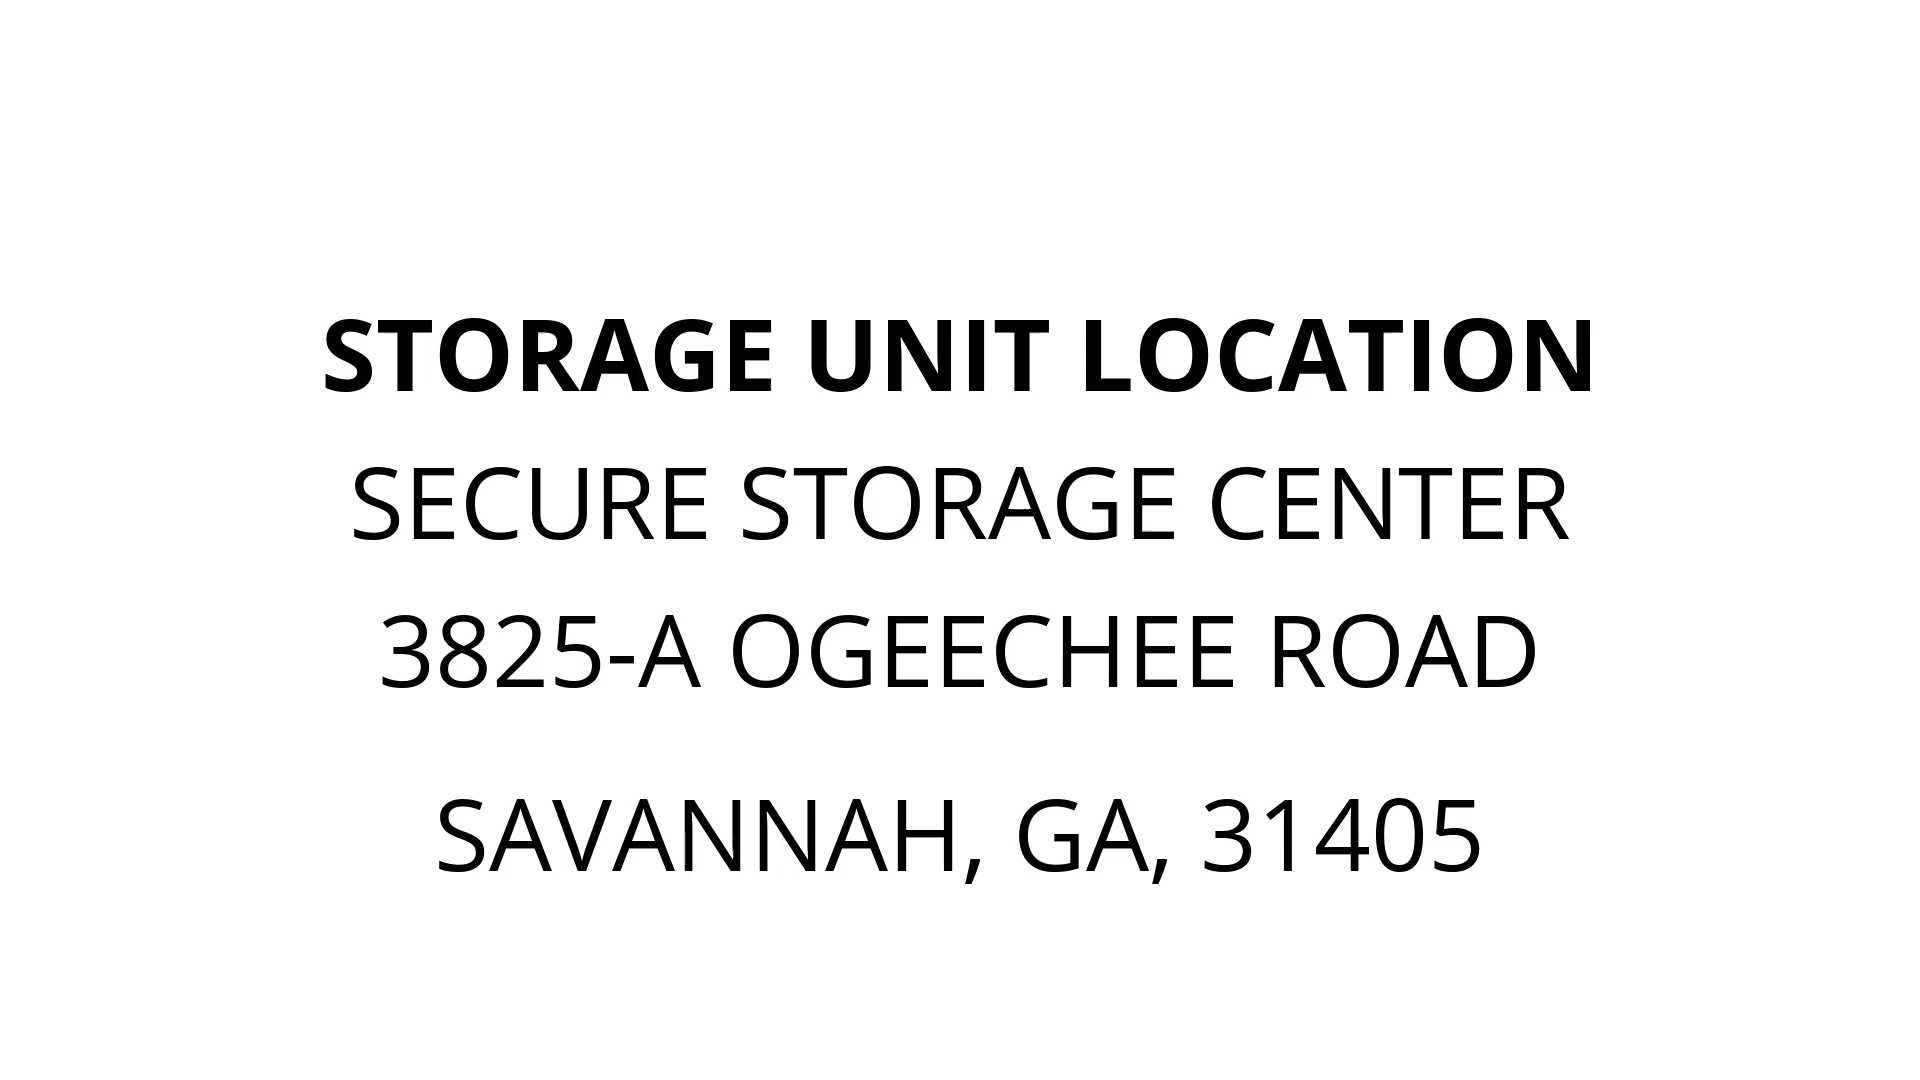 STORAGE UNIT LOCATION
SECURE STORAGE CENTER
3825-A OGEECHEE ROAD
SAVANNAH, GA, 31405